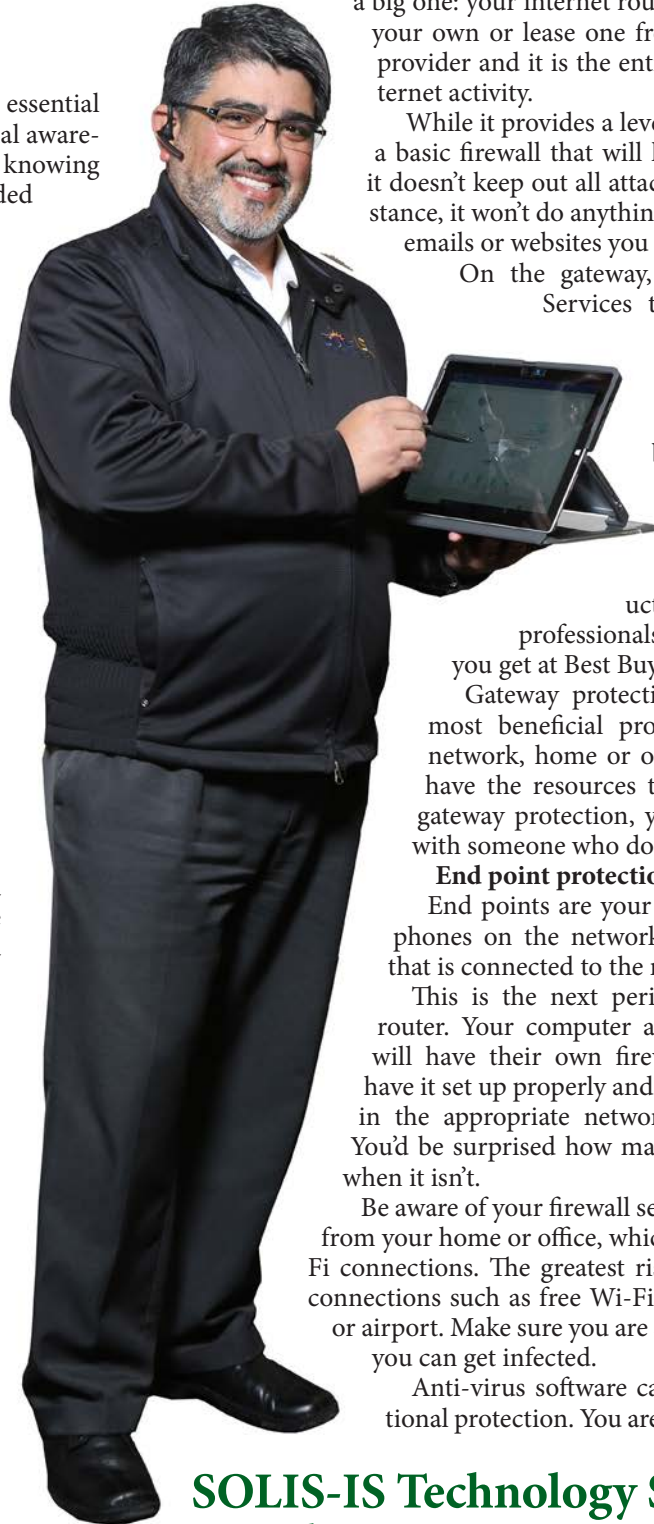 essential
al aware-
knowing
ded
a big one: your internet rou
your own or lease one fr
provider and it is the ent
ternet activity.
While it provides a leve
a basic firewall that will l
it doesn't keep out all attac
stance, it won't do anythin
emails or websites you
On the gateway,
Services t
uct
professionals
you get at Best Buy
Gateway protecti
most beneficial pro
network, home or o
have the resources t
gateway protection, y
with someone who do
End point protectio
End points are your
phones on the network
that is connected to the r
This is the next peri
router. Your computer a
will have their own firew
have it set up properly and
in the appropriate networ
You'd be surprised how ma
when it isn't.
Be aware of your firewall se
from your home or office, whic
Fi connections. The greatest ris
connections such as free Wi-Fi
or airport. Make sure you are
you can get infected.
Anti-virus software ca
tional protection. You are
SOLIS-IS Technology S